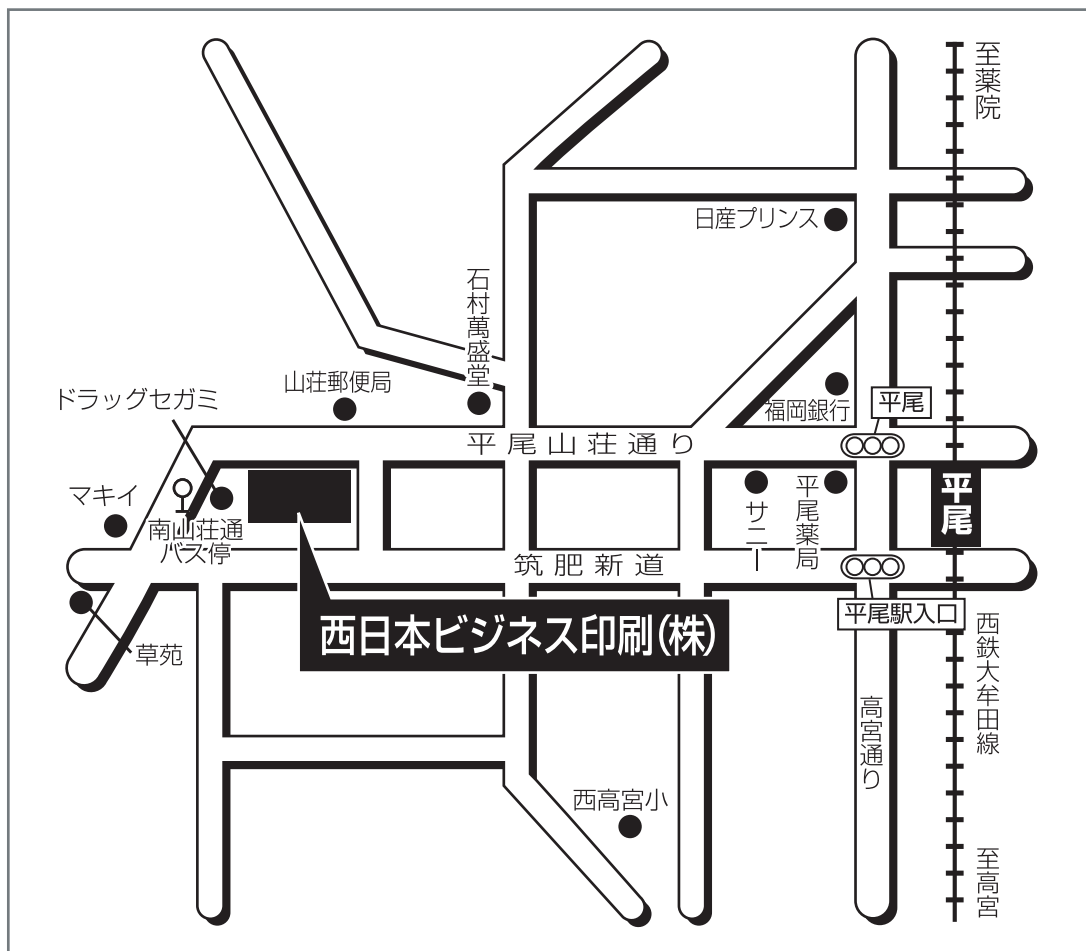 至薬院
日産プリンス
石村萬盛堂
山荘郵便局
ドラッグセガミ
福岡銀行
平尾
平尾山荘通り
マキイ
南山荘通
バス停
サニー
平尾薬局
平尾
筑肥新道
平尾駅入口
西日本ビジネス印刷(株)
草苑
西鉄大牟田線
高宮通り
西高宮小
至高宮